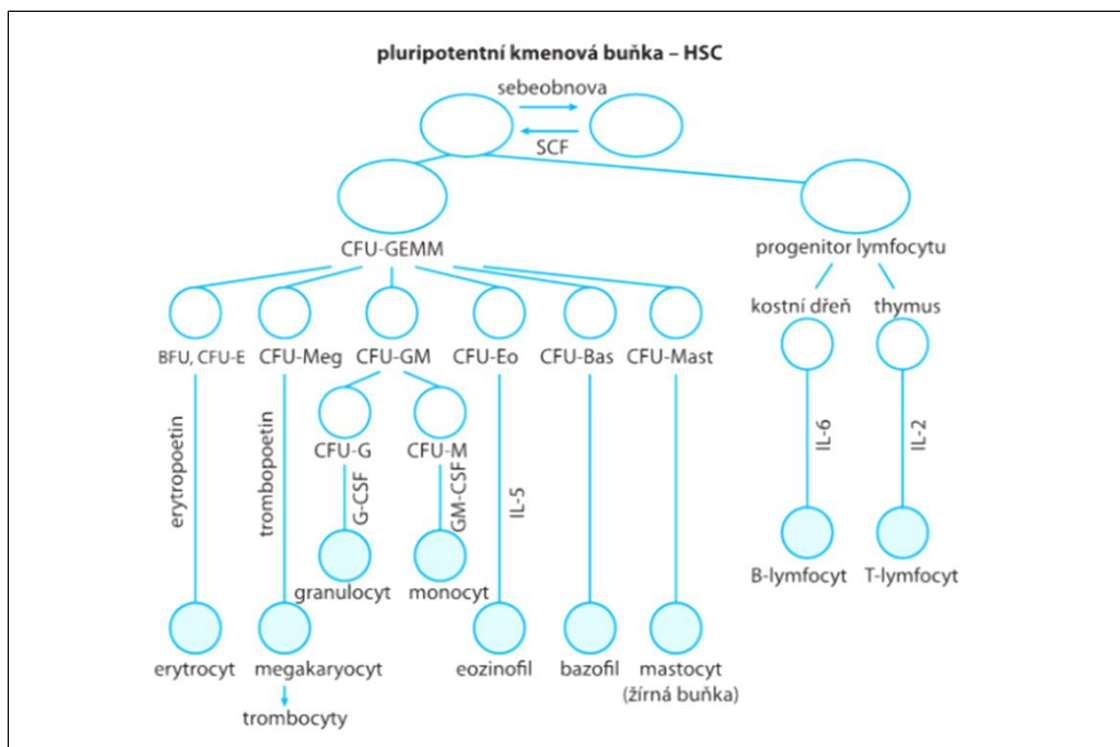 pluripotentní kmenová buňka – HSC
sebeobnova
SCF
CFU-GEMM
progenitor lymfocytu
kostní dřeň
thymus
BFU, CFU-E
CFU-Meg
CFU-GM
CFU-Eo
CFU-Bas
CFU-Mast
erytropoetin
trombopoetin
CFU-G
CFU-M
G-CSF
GM-CSF
IL-5
IL-6
IL-2
granulocyt
monocyt
B-lymfocyt
T-lymfocyt
erytrocyt
megakaryocyt
eozinofil
bazofil
mastocyt
(žírná buňka)
trombocyty